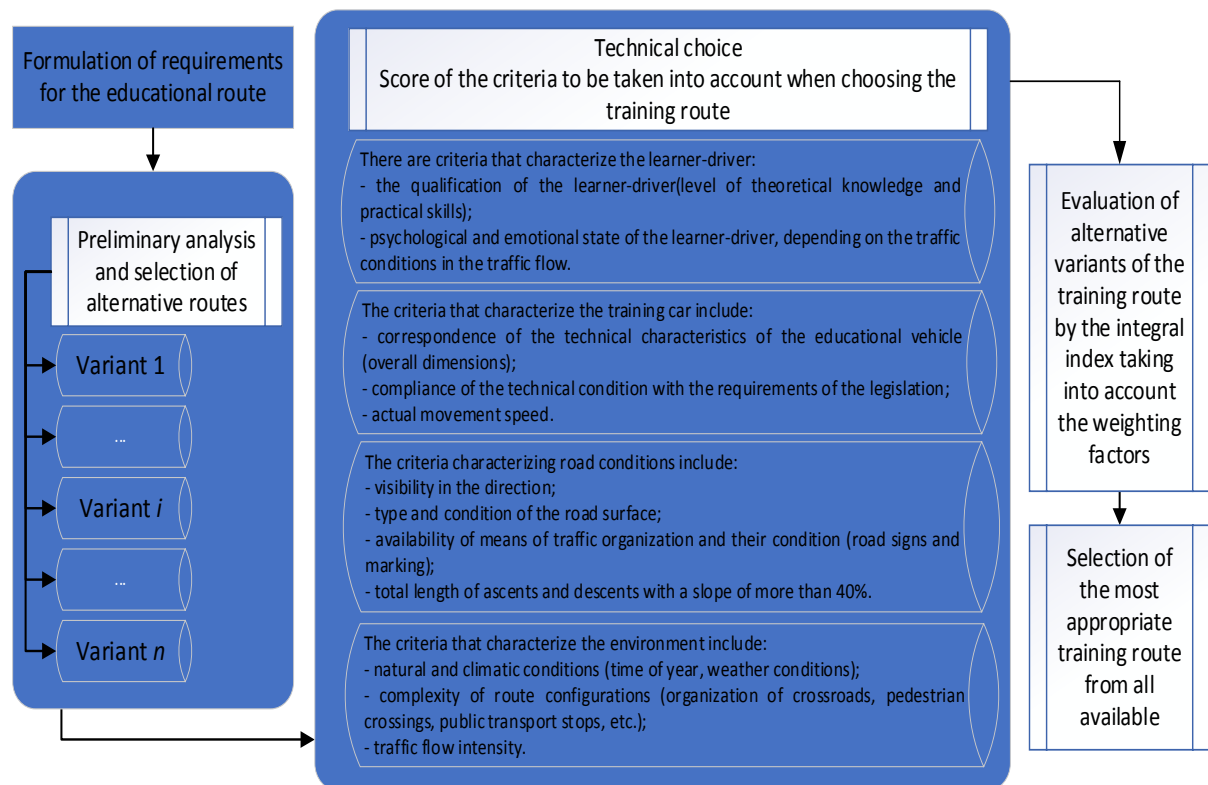 Formulation of requirements
for the educational route
Preliminary analysis
and selection of
alternative routes
Variant 1
...
Variant i
...
Variant n
Technical choice
Score of the criteria to be taken into account when choosing the
training route
There are criteria that characterize the learner-driver:
- the qualification of the learner-driver(level of theoretical knowledge and
practical skills);
- psychological and emotional state of the learner-driver, depending on the traffic
conditions in the traffic flow.
The criteria that characterize the training car include:
- correspondence of the technical characteristics of the educational vehicle
(overall dimensions);
- compliance of the technical condition with the requirements of the legislation;
- actual movement speed.
The criteria characterizing road conditions include:
- visibility in the direction;
- type and condition of the road surface;
- availability of means of traffic organization and their condition (road signs and
marking);
- total length of ascents and descents with a slope of more than 40%.
The criteria that characterize the environment include:
- natural and climatic conditions (time of year, weather conditions);
- complexity of route configurations (organization of crossroads, pedestrian
crossings, public transport stops, etc.);
- traffic flow intensity.
Evaluation of
alternative
variants of the
training route
by the integral
index taking
into account
the weighting
factors
Selection of
the most
appropriate
training route
from all
available